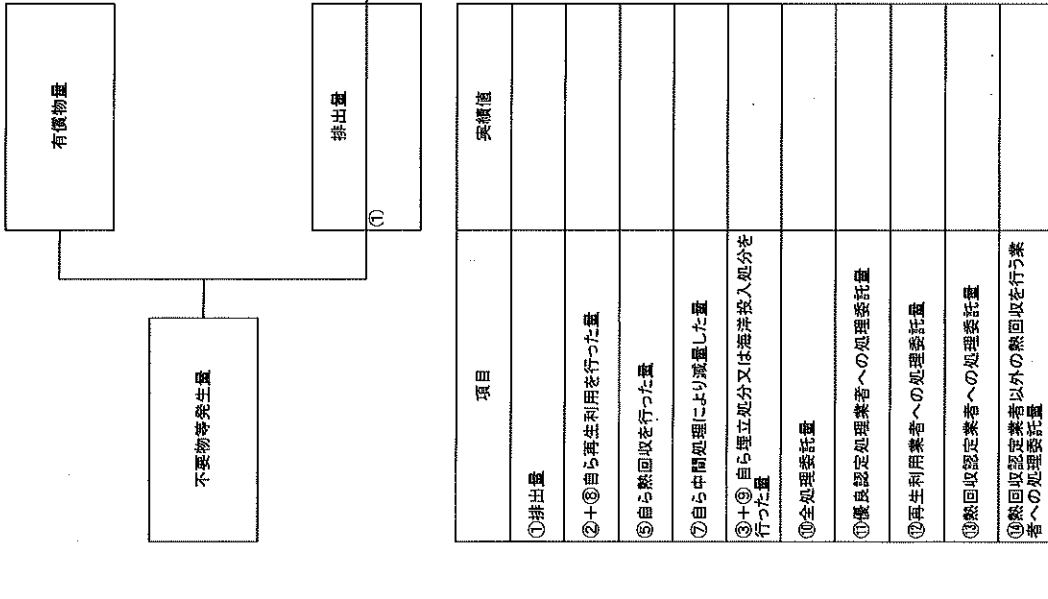 有償物量
不要物等発生量
排出量
①
項目
実績値
①排出量
②+⑧自ら再生利用を行った量
⑤自ら熱回収を行った量
⑦自ら中間処理により減量した量
③+⑨ 自ら埋立処分又は海洋投入処分を
行った量
⑩全処理委託量
⑪優良認定処理業者への処理委託量
⑫再生利用業者への処理委託量
⑬熱回収認定業者への処理委託量
⑭熱回収認定業者以外の熱回収を行う業
者への処理委託量